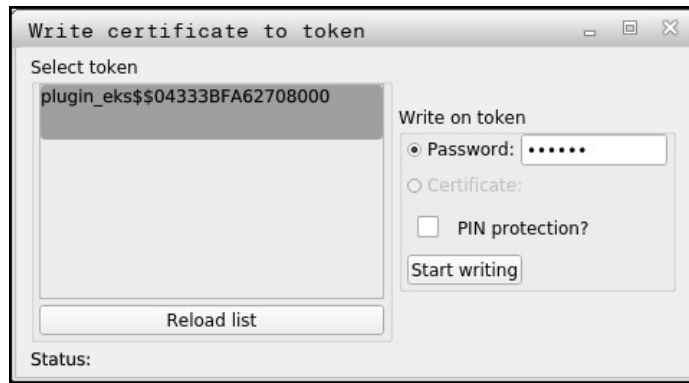 Write certificate to token
Select token
plugin_eks$$04333BFA62708000
Write on token
Password: ••••••
Certificate:
PIN protection?
Start writing
Reload list
Status: